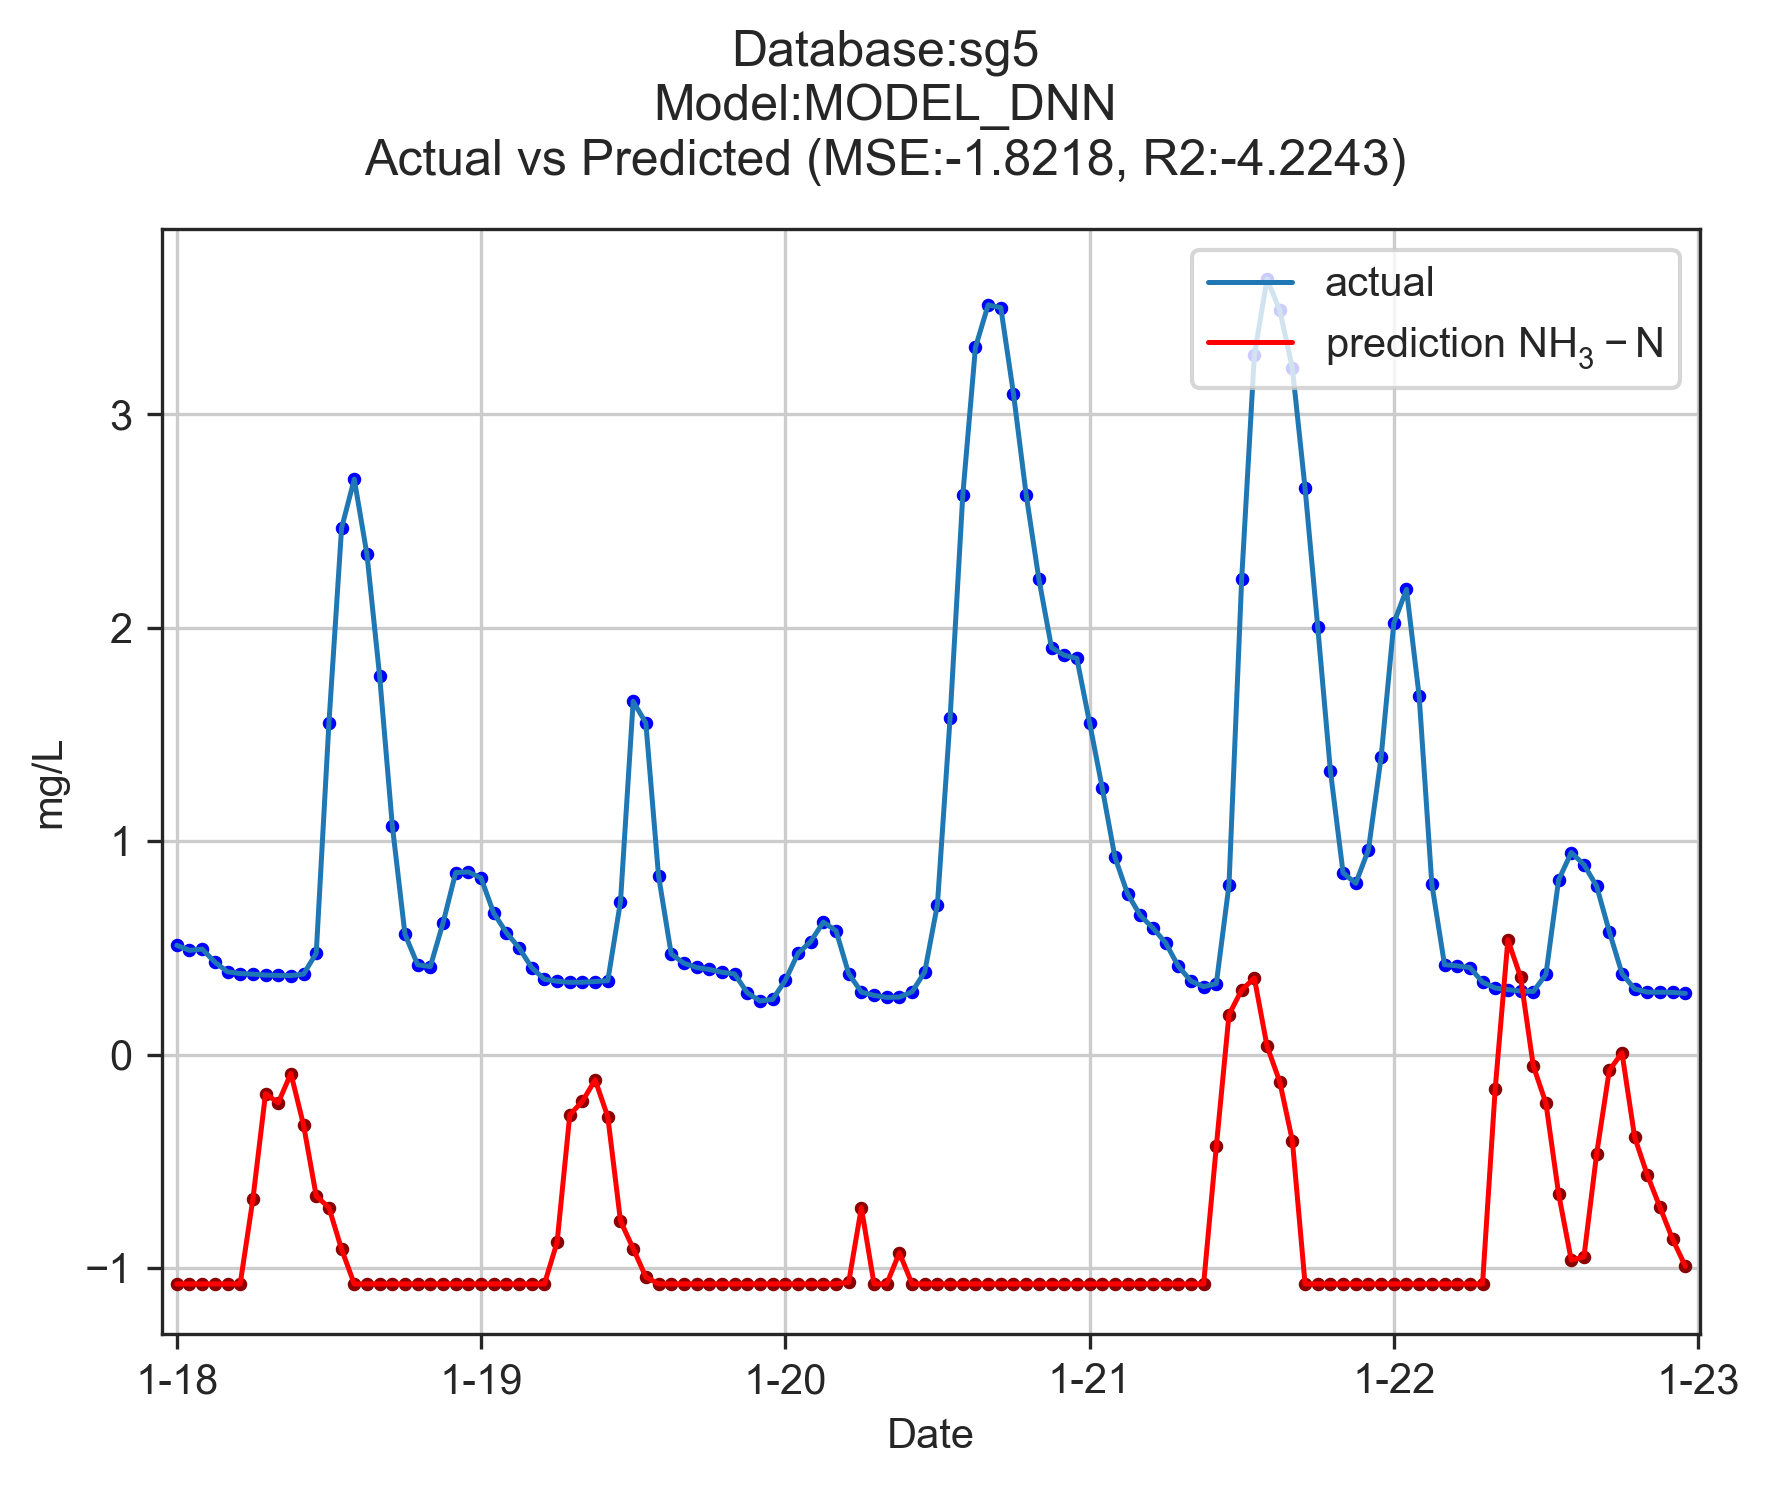 Database:sg5
Model:MODEL_DNN
Actual vs Predicted (MSE:-1.8218, R2:-4.2243)
actual
prediction NH₃ − N
3
2
1
0
−1
mg/L
1-18 1-19 1-20 1-21 1-22 1-23
Date